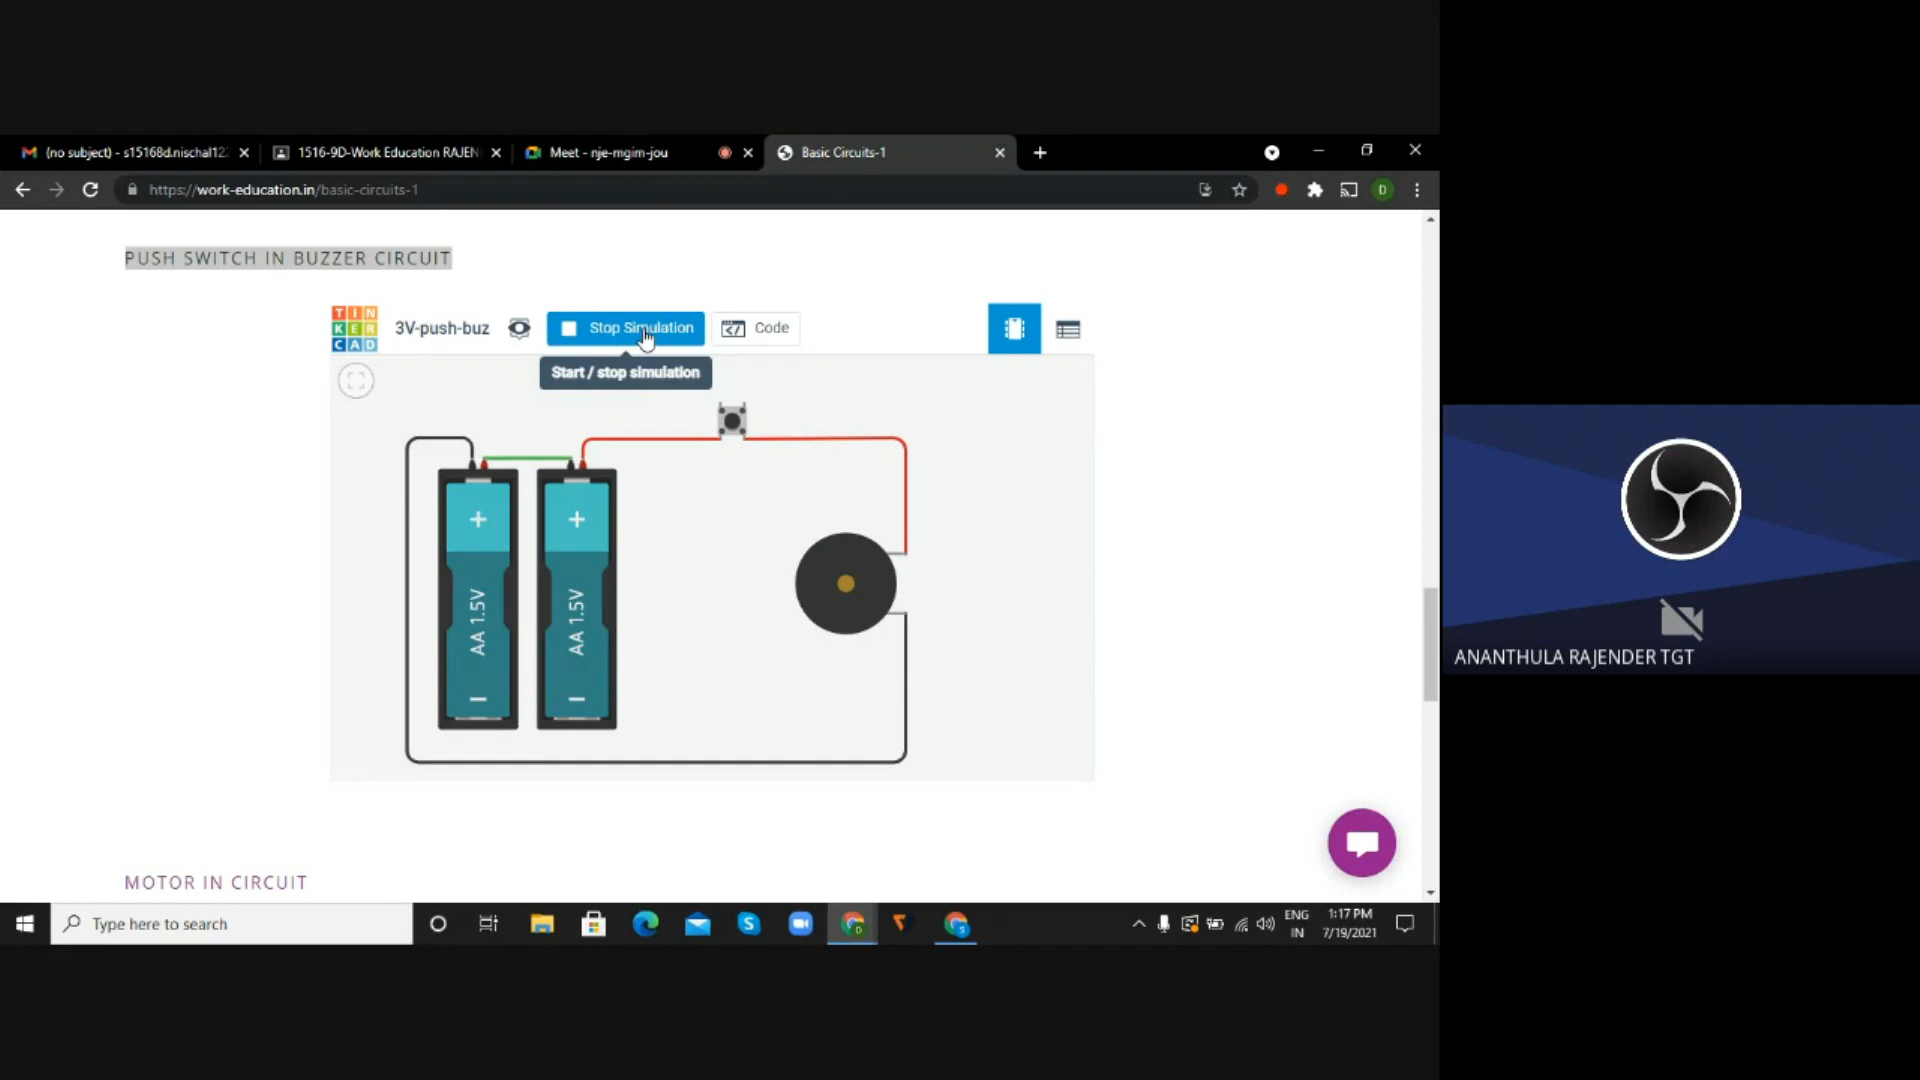 (no subject) - s15168d.nischal122
1516-9D-Work Education RAJEN
Meet - nje-mgim-jou
Basic Circuits-1
https://work-education.in/basic-circuits-1
D
PUSH SWITCH IN BUZZER CIRCUIT
TIN
KER
CAD
3V-push-buz
Stop Simulation
Code
Start / stop simulation
+
+
AA 1.5V
AA 1.5V
ANANTHULA RAJENDER TGT
MOTOR IN CIRCUIT
Type here to search
ENG
IN
1:17 PM
7/19/2021